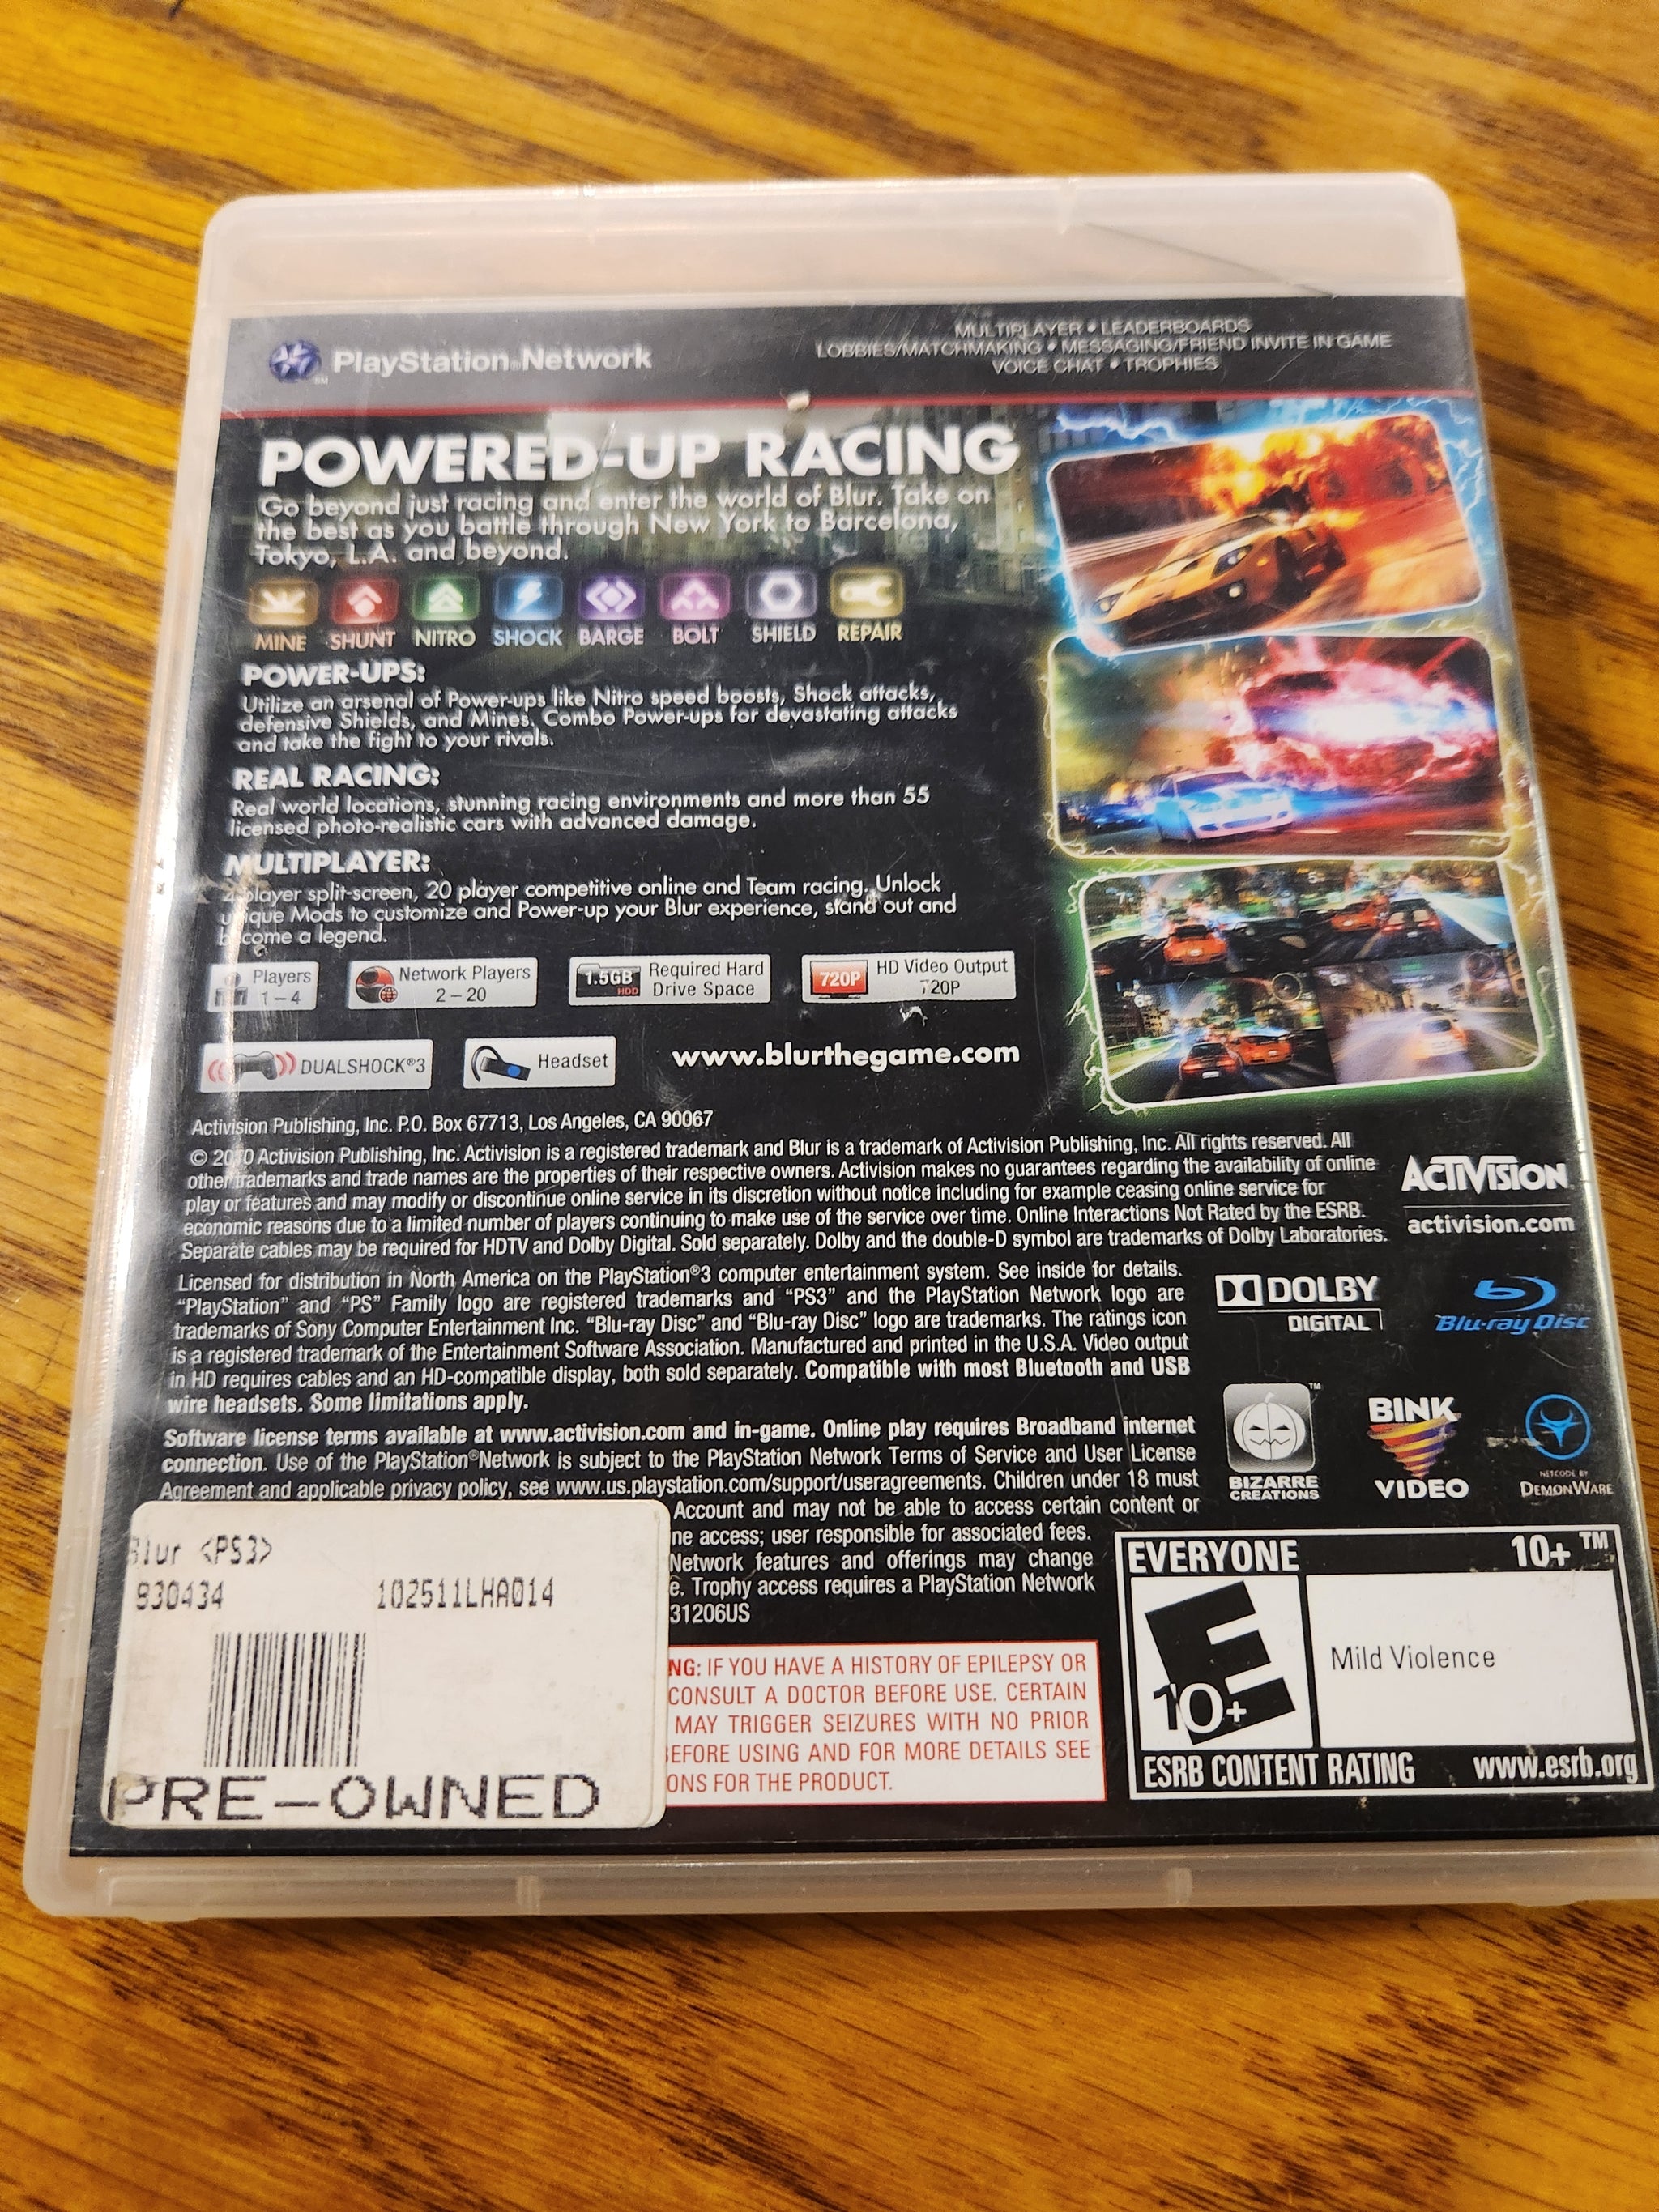 PlayStation®Network
MULTIPLAYER • LEADERBOARDS
LOBBIES/MATCHMAKING • MESSAGING/FRIEND INVITE IN GAME
VOICE CHAT • TROPHIES
POWERED-UP RACING
Go beyond just racing and enter the world of Blur. Take on
the best as you battle through New York to Barcelona,
Tokyo, L.A. and beyond.
MINE SHUNT NITRO SHOCK BARGE BOLT SHIELD REPAIR
POWER-UPS:
Utilize an arsenal of Power-ups like Nitro speed boosts, Shock attacks,
defensive Shields, and Mines. Combo Power-ups for devastating attacks
and take the fight to your rivals.
REAL RACING:
Real world locations, stunning racing environments and more than 55
licensed photo-realistic cars with advanced damage.
MULTIPLAYER:
4 player split-screen, 20 player competitive online and Team racing. Unlock
unique Mods to customize and Power-up your Blur experience, stand out and
become a legend.
Players
1 – 4
Network Players
2 – 20
1.5GB
HDD
Required Hard
Drive Space
720P
HD Video Output
720P
DUALSHOCK®3
Headset
www.blurthegame.com
Activision Publishing, Inc. P.O. Box 67713, Los Angeles, CA 90067
© 2010 Activision Publishing, Inc. Activision is a registered trademark and Blur is a trademark of Activision Publishing, Inc. All rights reserved. All
other trademarks and trade names are the properties of their respective owners. Activision makes no guarantees regarding the availability of online
play or features and may modify or discontinue online service in its discretion without notice including for example ceasing online service for
economic reasons due to a limited number of players continuing to make use of the service over time. Online Interactions Not Rated by the ESRB.
Separate cables may be required for HDTV and Dolby Digital. Sold separately. Dolby and the double-D symbol are trademarks of Dolby Laboratories.
ACTIVISION
activision.com
Licensed for distribution in North America on the PlayStation®3 computer entertainment system. See inside for details.
“PlayStation” and “PS” Family logo are registered trademarks and “PS3” and the PlayStation Network logo are
trademarks of Sony Computer Entertainment Inc. “Blu-ray Disc” and “Blu-ray Disc” logo are trademarks. The ratings icon
is a registered trademark of the Entertainment Software Association. Manufactured and printed in the U.S.A. Video output
in HD requires cables and an HD-compatible display, both sold separately. Compatible with most Bluetooth and USB
wire headsets. Some limitations apply.
DOLBY
DIGITAL
Blu-ray Disc™
Software license terms available at www.activision.com and in-game. Online play requires Broadband internet
connection. Use of the PlayStation®Network is subject to the PlayStation Network Terms of Service and User License
Agreement and applicable privacy policy, see www.us.playstation.com/support/useragreements. Children under 18 must
Account and may not be able to access certain content or
ne access; user responsible for associated fees.
Network features and offerings may change
e. Trophy access requires a PlayStation Network
31206US
™
BIZARRE
CREATIONS
BINK
VIDEO
NETCODE BY
DEMONWARE
Blur <PS3>
830434 102511LHA014
PRE-OWNED
NG: IF YOU HAVE A HISTORY OF EPILEPSY OR
CONSULT A DOCTOR BEFORE USE. CERTAIN
MAY TRIGGER SEIZURES WITH NO PRIOR
EFORE USING AND FOR MORE DETAILS SEE
ONS FOR THE PRODUCT.
EVERYONE 10+™
E
10+
Mild Violence
ESRB CONTENT RATING www.esrb.org